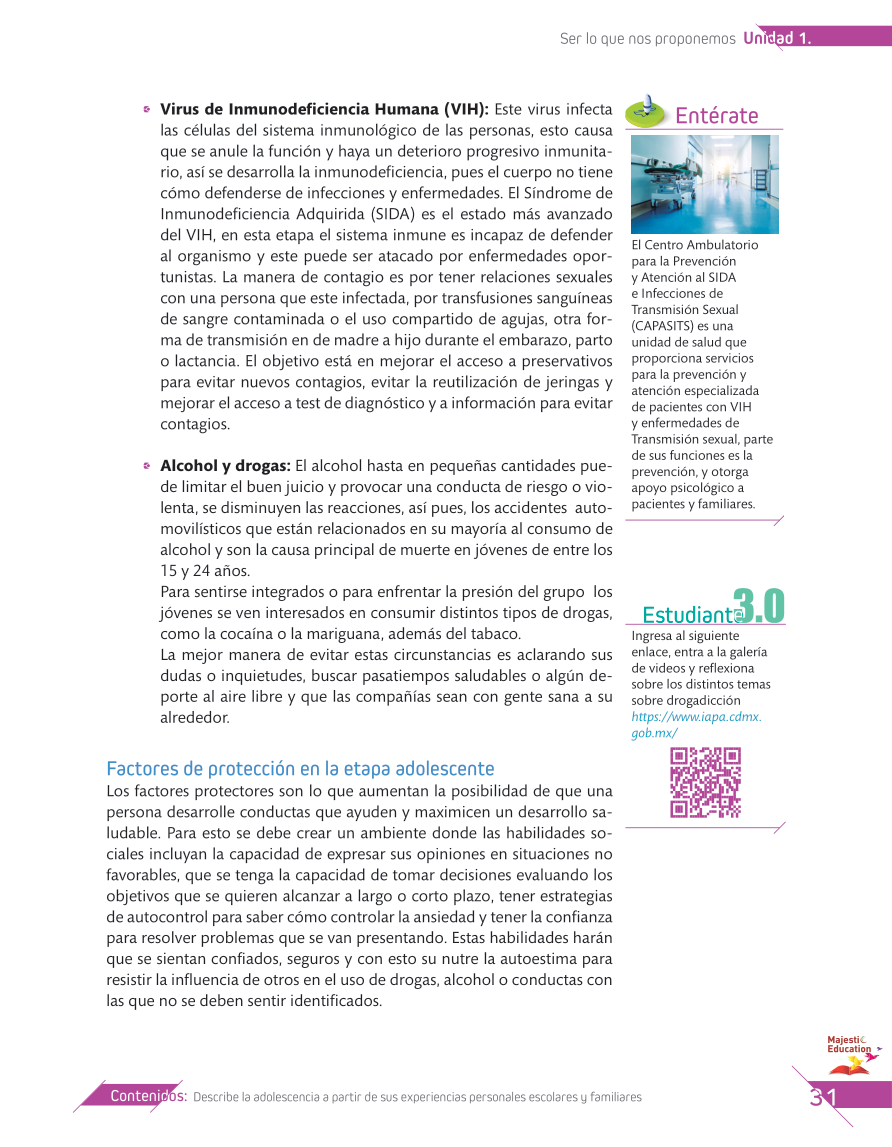 Ser lo que nos proponemos Unidad 1.
Virus de Inmunodeficiencia Humana (VIH): Este virus infecta
las células del sistema inmunológico de las personas, esto causa
que se anule la función y haya un deterioro progresivo inmunita-
rio, así se desarrolla la inmunodeficiencia, pues el cuerpo no tiene
cómo defenderse de infecciones y enfermedades. El Síndrome de
Inmunodeficiencia Adquirida (SIDA) es el estado más avanzado
del VIH, en esta etapa el sistema inmune es incapaz de defender
al organismo y este puede ser atacado por enfermedades opor-
tunistas. La manera de contagio es por tener relaciones sexuales
con una persona que este infectada, por transfusiones sanguíneas
de sangre contaminada o el uso compartido de agujas, otra for-
ma de transmisión en de madre a hijo durante el embarazo, parto
o lactancia. El objetivo está en mejorar el acceso a preservativos
para evitar nuevos contagios, evitar la reutilización de jeringas y
mejorar el acceso a test de diagnóstico y a información para evitar
contagios.
Alcohol y drogas: El alcohol hasta en pequeñas cantidades pue-
de limitar el buen juicio y provocar una conducta de riesgo o vio-
lenta, se disminuyen las reacciones, así pues, los accidentes auto-
movilísticos que están relacionados en su mayoría al consumo de
alcohol y son la causa principal de muerte en jóvenes de entre los
15 y 24 años.
Para sentirse integrados o para enfrentar la presión del grupo los
jóvenes se ven interesados en consumir distintos tipos de drogas,
como la cocaína o la mariguana, además del tabaco.
La mejor manera de evitar estas circunstancias es aclarando sus
dudas o inquietudes, buscar pasatiempos saludables o algún de-
porte al aire libre y que las compañías sean con gente sana a su
alrededor.
Factores de protección en la etapa adolescente
Los factores protectores son lo que aumentan la posibilidad de que una
persona desarrolle conductas que ayuden y maximicen un desarrollo sa-
ludable. Para esto se debe crear un ambiente donde las habilidades so-
ciales incluyan la capacidad de expresar sus opiniones en situaciones no
favorables, que se tenga la capacidad de tomar decisiones evaluando los
objetivos que se quieren alcanzar a largo o corto plazo, tener estrategias
de autocontrol para saber cómo controlar la ansiedad y tener la confianza
para resolver problemas que se van presentando. Estas habilidades harán
que se sientan confiados, seguros y con esto su nutre la autoestima para
resistir la influencia de otros en el uso de drogas, alcohol o conductas con
las que no se deben sentir identificados.
Entérate
El Centro Ambulatorio
para la Prevención
y Atención al SIDA
e Infecciones de
Transmisión Sexual
(CAPASITS) es una
unidad de salud que
proporciona servicios
para la prevención y
atención especializada
de pacientes con VIH
y enfermedades de
Transmisión sexual, parte
de sus funciones es la
prevención, y otorga
apoyo psicológico a
pacientes y familiares.
Estudiante 3.0
Ingresa al siguiente
enlace, entra a la galería
de videos y reflexiona
sobre los distintos temas
sobre drogadicción
https://www.iapa.cdmx.
gob.mx/
Majestic
Education
Contenidos: Describe la adolescencia a partir de sus experiencias personales escolares y familiares
31